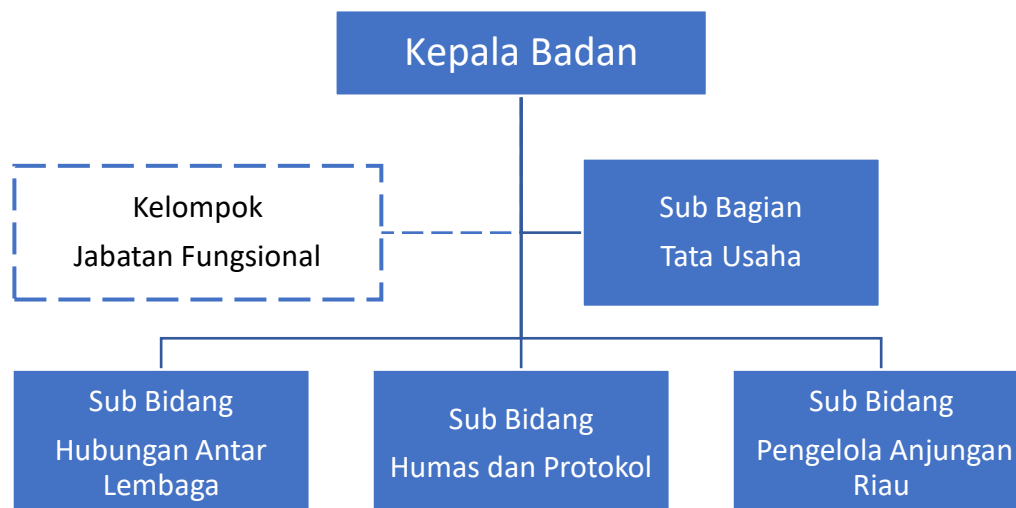 Kepala Badan
Kelompok
Jabatan Fungsional
Sub Bagian
Tata Usaha
Sub Bidang
Hubungan Antar
Lembaga
Sub Bidang
Humas dan Protokol
Sub Bidang
Pengelola Anjungan
Riau